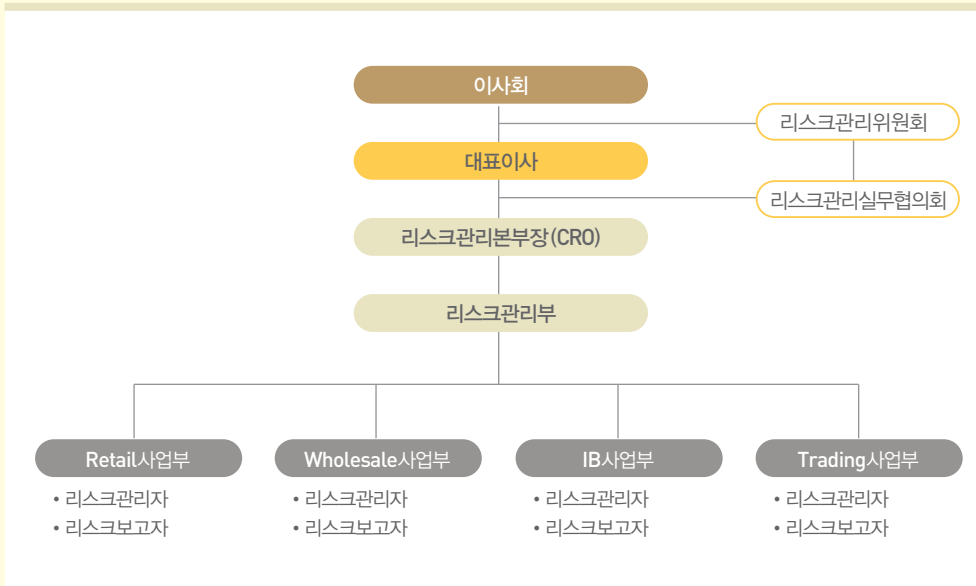 이사회
리스크관리위원회
대표이사
리스크관리실무협의회
리스크관리본부장(CRO)
리스크관리부
Retail사업부
• 리스크관리자
• 리스크보고자
Wholesale사업부
• 리스크관리자
• 리스크보고자
IB사업부
• 리스크관리자
• 리스크보고자
Trading사업부
• 리스크관리자
• 리스크보고자